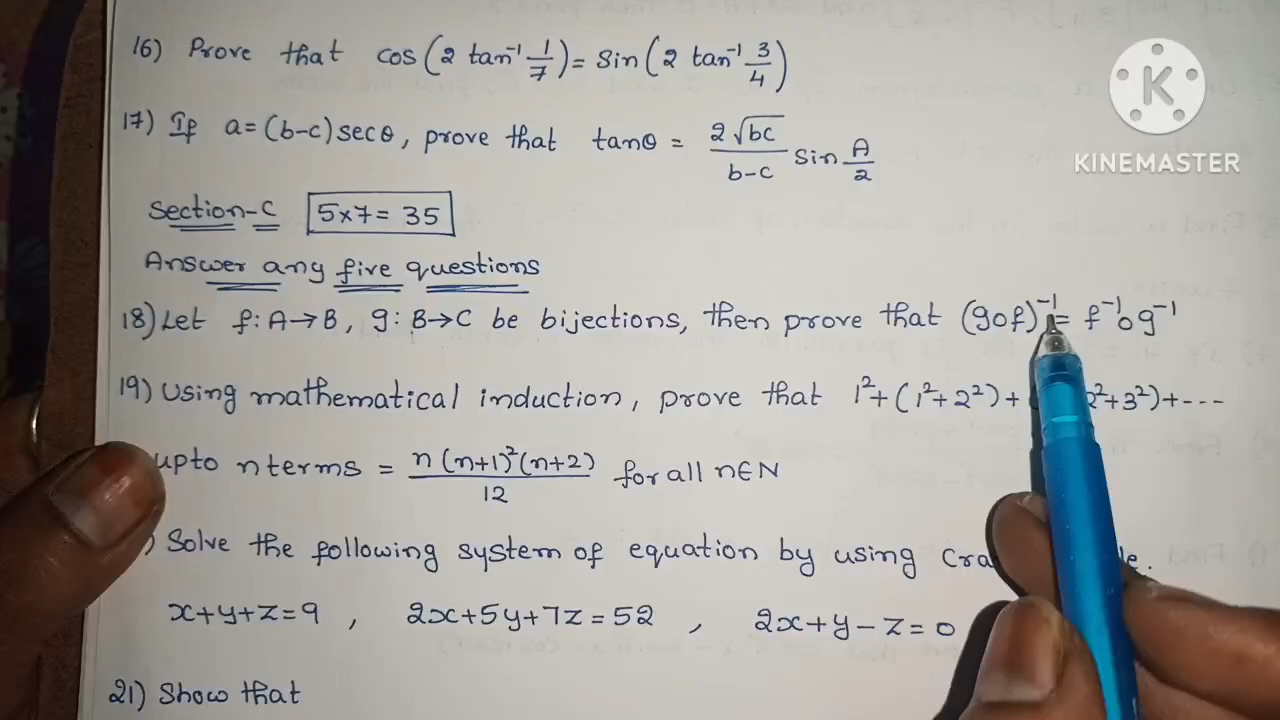 16) Prove that cos(2 tan⁻¹ 1/7) = sin(2 tan⁻¹ 3/4)
17) If a=(b-c)secθ, prove that tanθ = 2√bc/b-c sin A/2
Section-C 5×7= 35
Answer any five questions
18) Let f: A→B, g: B→C be bijections, then prove that (gof)⁻¹ = f⁻¹og⁻¹
19) Using mathematical induction, prove that 1²+(1²+2²)+ 2²+3²)+---
upto n terms = n(n+1)²(n+2)/12 for all n∈N
) Solve the following system of equation by using
x+y+z=9 , 2x+5y+7z=52 , 2x+y-z=0
21) Show that
K
KINEMASTER